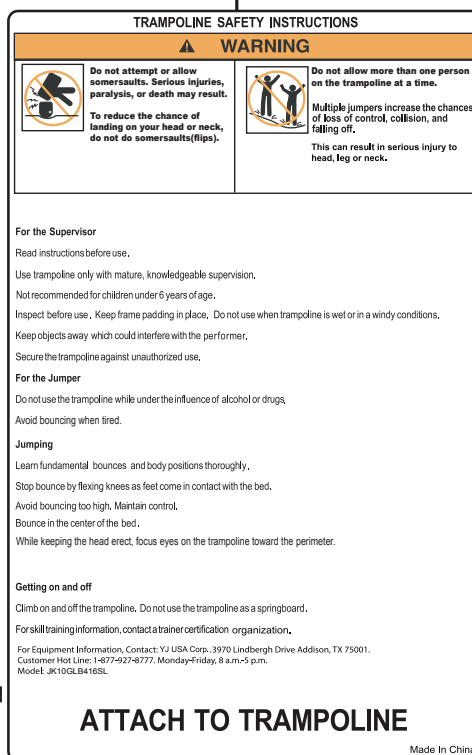 TRAMPOLINE SAFETY INSTRUCTIONS
WARNING
Do not attempt or allow
somersaults. Serious injuries,
paralysis, or death may result.
To reduce the chance of
landing on your head or neck,
do not do somersaults(flips).
Do not allow more than one person
on the trampoline at a time.
Multiple jumpers increase the chances
of loss of control, collision, and
falling off.
This can result in serious injury to
head, leg or neck.
For the Supervisor
Read instructions before use.
Use trampoline only with mature, knowledgeable supervision.
Not recommended for children under 6 years of age.
Inspect before use. Keep frame padding in place. Do not use when trampoline is wet or in a windy conditions.
Keep objects away which could interfere with the performer.
Secure the trampoline against unauthorized use.
For the Jumper
Do not use the trampoline while under the influence of alcohol or drugs.
Avoid bouncing when tired.
Jumping
Learn fundamental bounces and body positions thoroughly.
Stop bounce by flexing knees as feet come in contact with the bed.
Avoid bouncing too high. Maintain control.
Bounce in the center of the bed.
While keeping the head erect, focus eyes on the trampoline toward the perimeter.
Getting on and off
Climb on and off the trampoline. Do not use the trampoline as a springboard.
For skill training information, contact a trainer certification organization.
For Equipment Information, Contact: YJ USA Corp..3970 Lindbergh Drive Addison, TX 75001.
Customer Hot Line: 1-877-927-8777. Monday-Friday, 8 a.m.-5 p.m.
Model: JK10GLB416SL
ATTACH TO TRAMPOLINE
Made In China